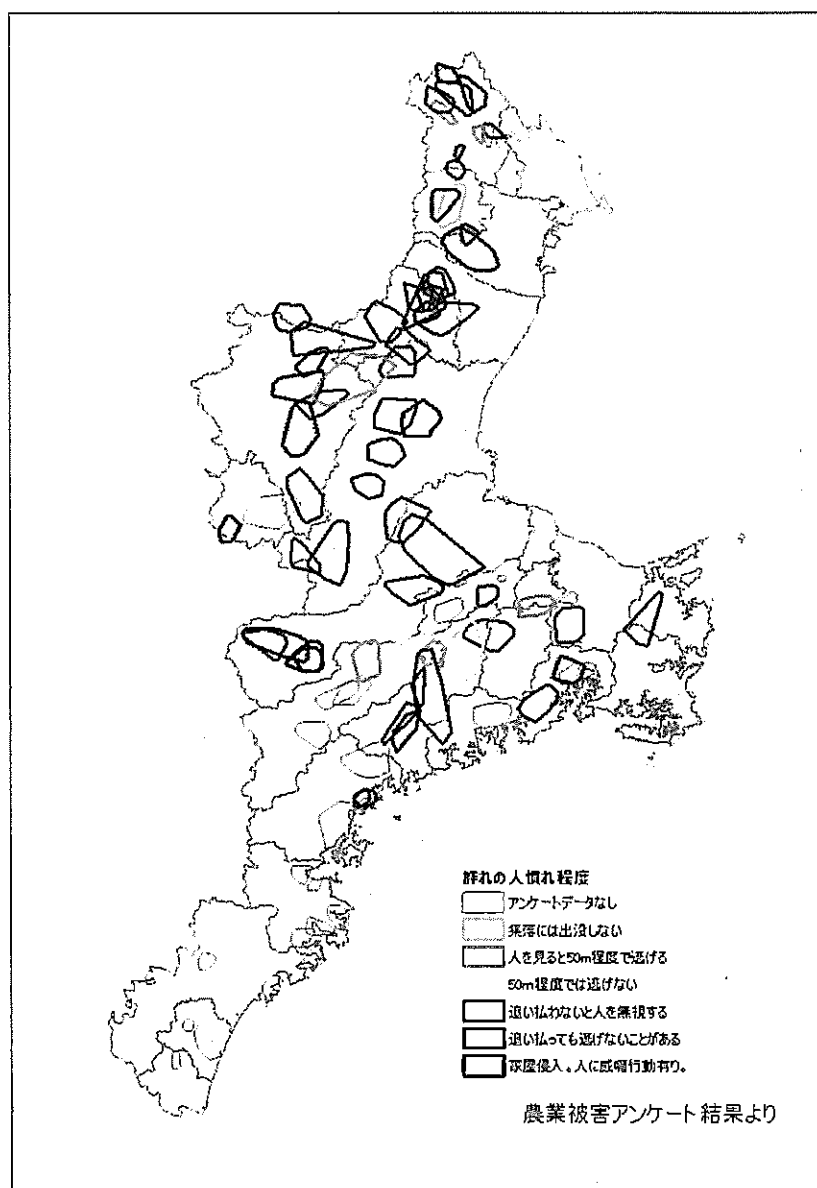 群れの人慣れ程度
アンケートデータなし
集落には出没しない
人を見ると50m程度で逃げる
50m程度では逃げない
追い払わないと人を無視する
追い払っても逃げないことがある
家屋侵入。人に威嚇行動有り。
農業被害アンケート結果より